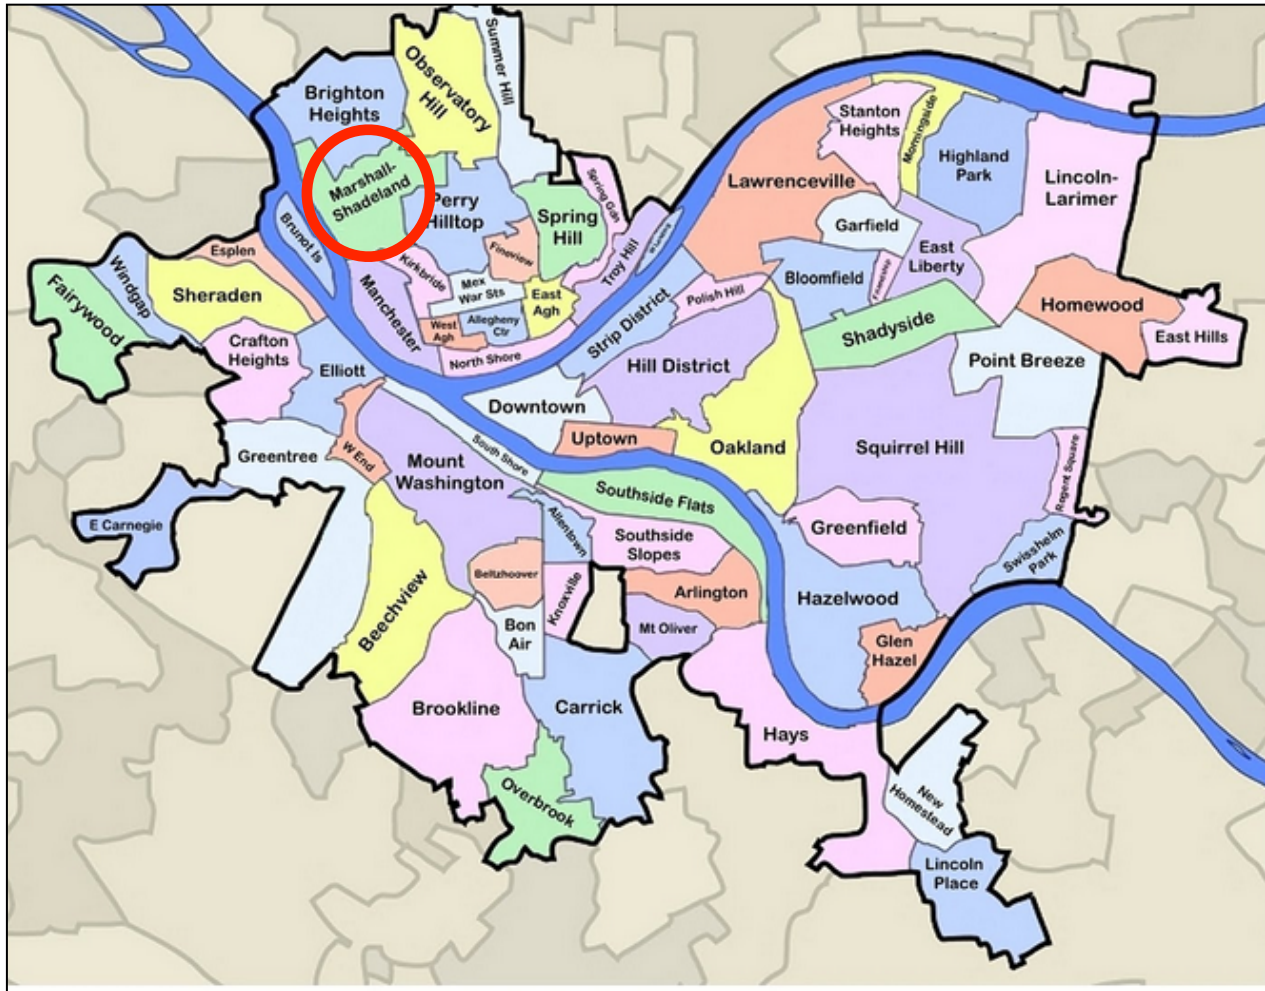 Summer Hill
Observatory
Hill
Brighton
Heights
Marshall-
Shadeland
Perry
Hilltop
Spring Gdn
Spring
Hill
Fineview
Troy Hill
Brunot Is
Kirkbride
Mex
War Sts
East
Agh
Allegheny
Ctr
West
Agh
Manchester
North Shore
Esplen
Windgap
Fairywood
Sheraden
Crafton
Heights
Elliott
Greentree
W End
E Carnegie
Lawrenceville
Stanton
Heights
Morningside
Highland
Park
Lincoln-
Larimer
Garfield
East
Liberty
Bloomfield
Friendship
Polish Hill
Strip District
Shadyside
Homewood
East Hills
Point Breeze
Hill District
Downtown
Uptown
Oakland
Squirrel Hill
Regent Square
South Shore
Mount
Washington
Southside Flats
Allentown
Southside
Slopes
Greenfield
Swisshelm
Park
Beltzhoover
Knoxville
Arlington
Hazelwood
Beechview
Bon
Air
Mt Oliver
Glen
Hazel
Brookline
Carrick
Hays
Overbrook
New
Homestead
Lincoln
Place